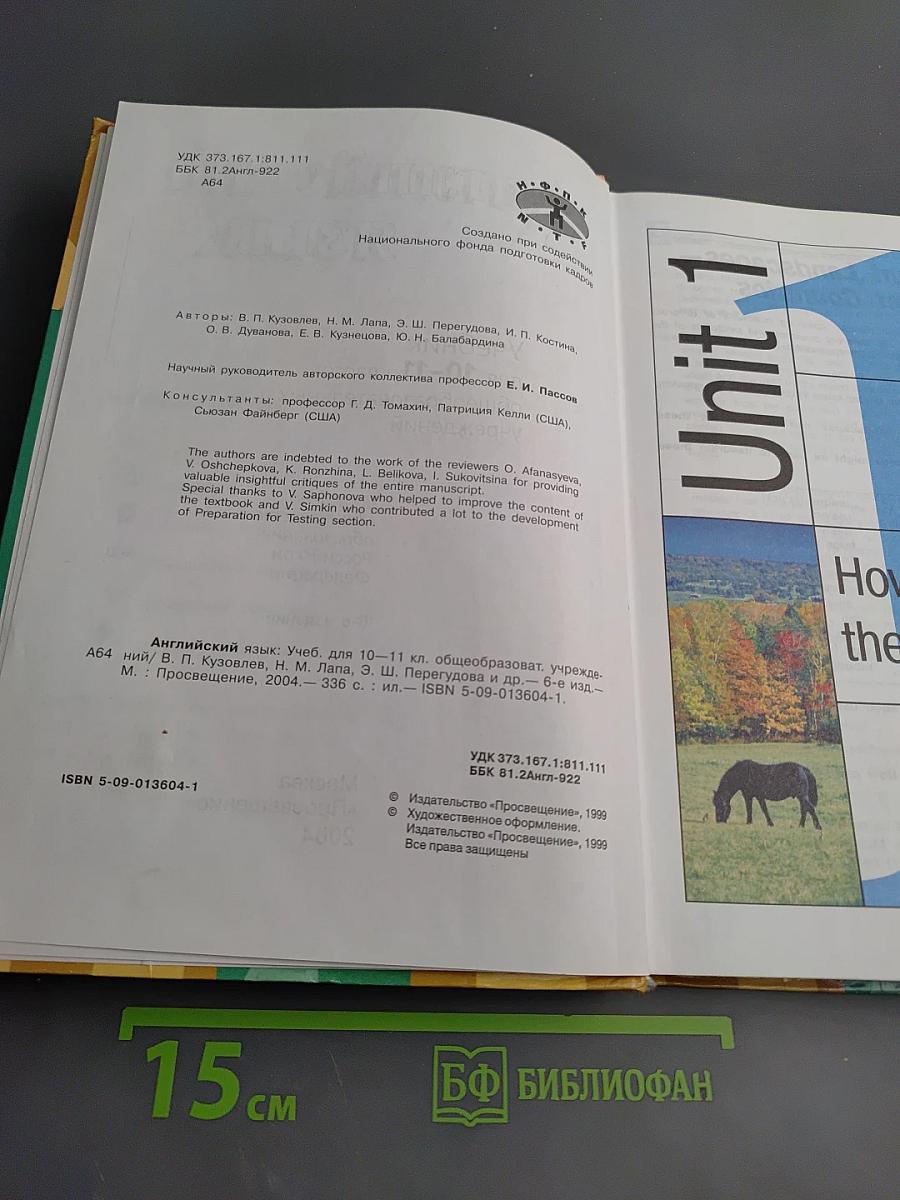 УДК 373.167.1:811.111
ББК 81.2Англ-922
А64
Н•Ф•П•К
N•T•F
Создано при содействии
Национального фонда подготовки кадров
Авторы: В. П. Кузовлев, Н. М. Лапа, Э. Ш. Перегудова, И. П. Костина,
О. В. Дуванова, Е. В. Кузнецова, Ю. Н. Балабардина
Научный руководитель авторского коллектива профессор Е. И. Пассов
Консультанты: профессор Г. Д. Томахин, Патриция Келли (США),
Сьюзан Файнберг (США)
The authors are indebted to the work of the reviewers O. Afanasyeva,
V. Oshchepkova, K. Ronzhina, L. Belikova, I. Sukovitsina for providing
valuable insightful critiques of the entire manuscript.
Special thanks to V. Saphonova who helped to improve the content of
the textbook and V. Simkin who contributed a lot to the development
of Preparation for Testing section.
Английский язык: Учеб. для 10—11 кл. общеобразоват. учрежде-
А64 ний/ В. П. Кузовлев, Н. М. Лапа, Э. Ш. Перегудова и др.— 6-е изд.—
М. : Просвещение, 2004.— 336 с. : ил.— ISBN 5-09-013604-1.
УДК 373.167.1:811.111
ББК 81.2Англ-922
ISBN 5-09-013604-1
© Издательство «Просвещение», 1999
© Художественное оформление.
Издательство «Просвещение», 1999
Все права защищены
Unit 1
1
the
15 см
БФ БИБЛИОФАН